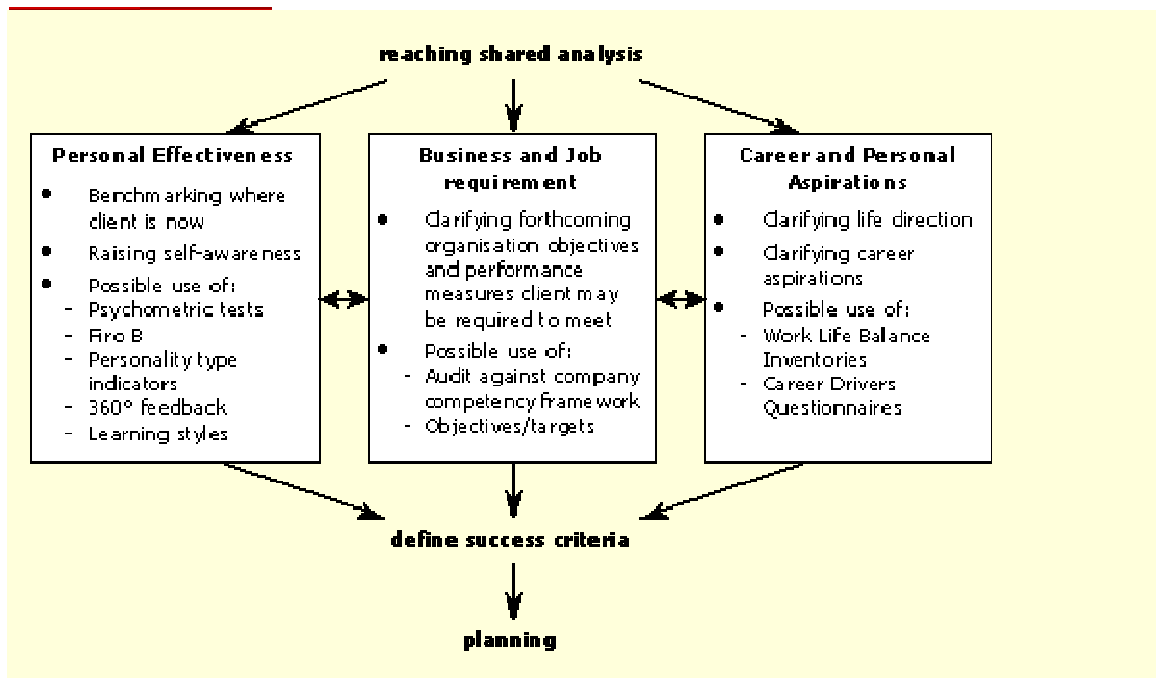 reaching shared analysis
Personal Effectiveness
• Benchmarking where
client is now
• Raising self-awareness
• Possible use of:
- Psychometric tests
- Firo B
- Personality type
indicators
- 360° feedback
- Learning styles
Business and Job
requirement
• Clarifying forthcoming
organisation objectives
and performance
measures client may
be required to meet
• Possible use of:
- Audit against company
competency framework
- Objectives/targets
Career and Personal
Aspirations
• Clarifying life direction
• Clarifying career
aspirations
• Possible use of:
- Work Life Balance
Inventories
- Career Drivers
Questionnaires
define success criteria
planning